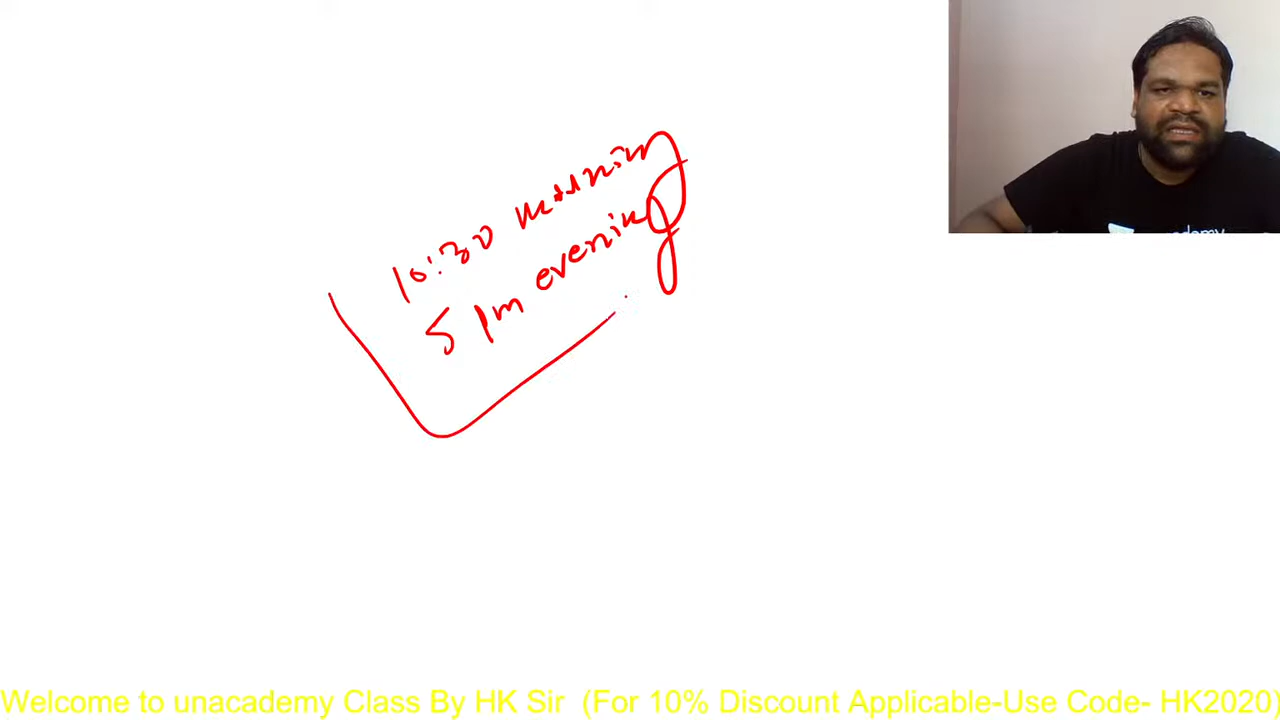 10:30 morning
5 pm evening
Welcome to unacademy Class By HK Sir (For 10% Discount Applicable-Use Code- HK2020)